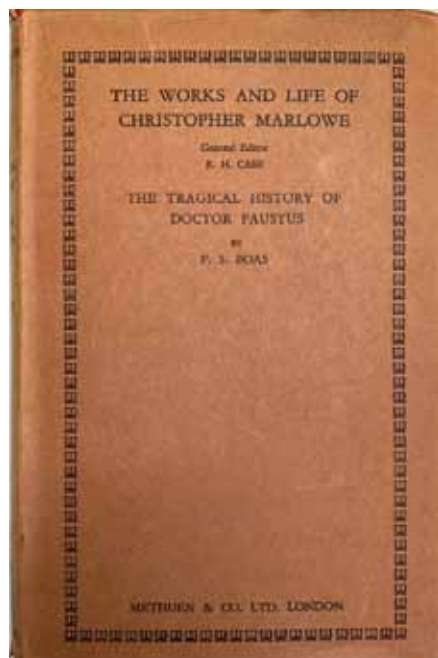 THE WORKS AND LIFE OF
CHRISTOPHER MARLOWE
General Editor
R. H. CASE
THE TRAGICAL HISTORY OF
DOCTOR FAUSTUS
BY
F. S. BOAS
METHUEN & CO. LTD. LONDON